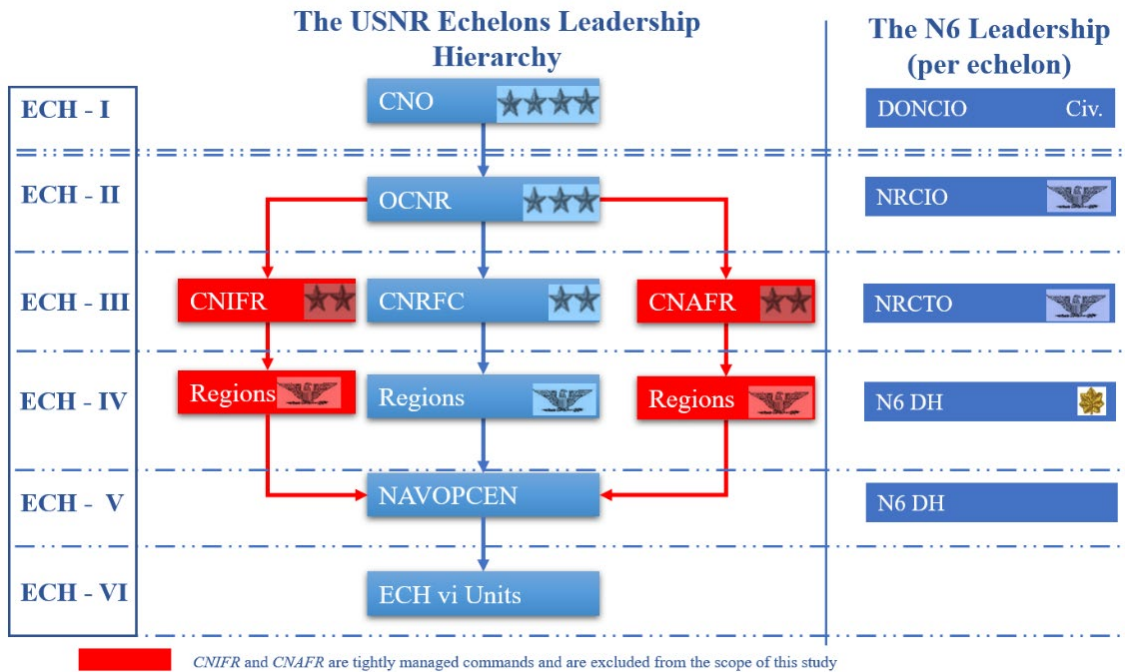 The USNR Echelons Leadership
Hierarchy
The N6 Leadership
(per echelon)
ECH - I
CNO
DONCIO Civ.
ECH - II
OCNR
NRCIO
ECH - III
CNIFR
CNRFC
CNAFR
NRCTO
ECH - IV
Regions
Regions
Regions
N6 DH
ECH - V
NAVOPCEN
N6 DH
ECH - VI
ECH vi Units
CNIFR and CNAFR are tightly managed commands and are excluded from the scope of this study